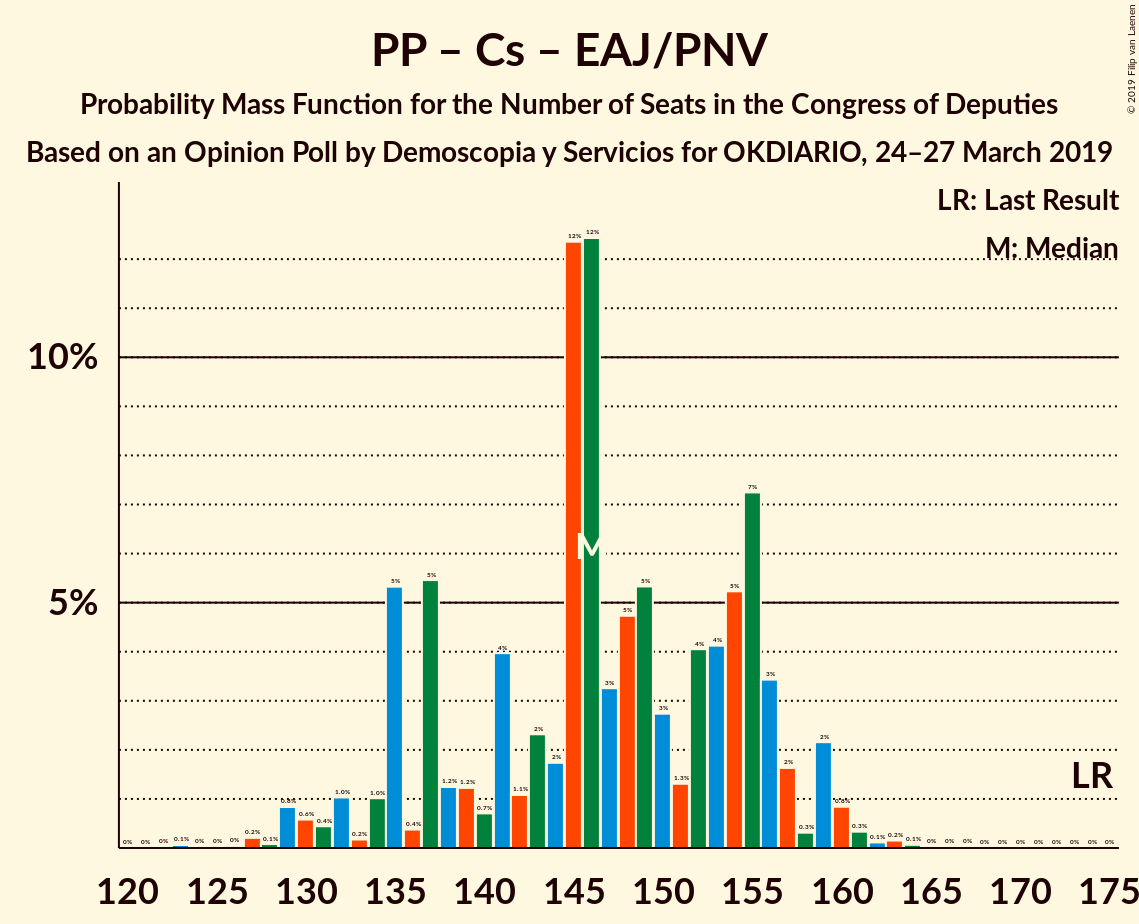 PP – Cs – EAJ/PNV
Probability Mass Function for the Number of Seats in the Congress of Deputies
Based on an Opinion Poll by Demoscopia y Servicios for OKDIARIO, 24–27 March 2019
© 2019 Filip van Laenen
LR: Last Result
M: Median
10%
5%
0% 0% 0% 0.1% 0% 0% 0% 0.2% 0.1% 0.8% 0.6% 0.4% 1.0% 0.2% 1.0% 5% 0.4% 5% 1.2% 1.2% 0.7% 4% 1.1% 2% 2% 12% 12% 3% 5% 5% 3% 1.3% 4% 4% 5% 7% 3% 2% 0.3% 2% 0.8% 0.3% 0.1% 0.2% 0.1% 0% 0% 0% 0% 0% 0% 0% 0% 0% 0% 0%
M
LR
120 125 130 135 140 145 150 155 160 165 170 175